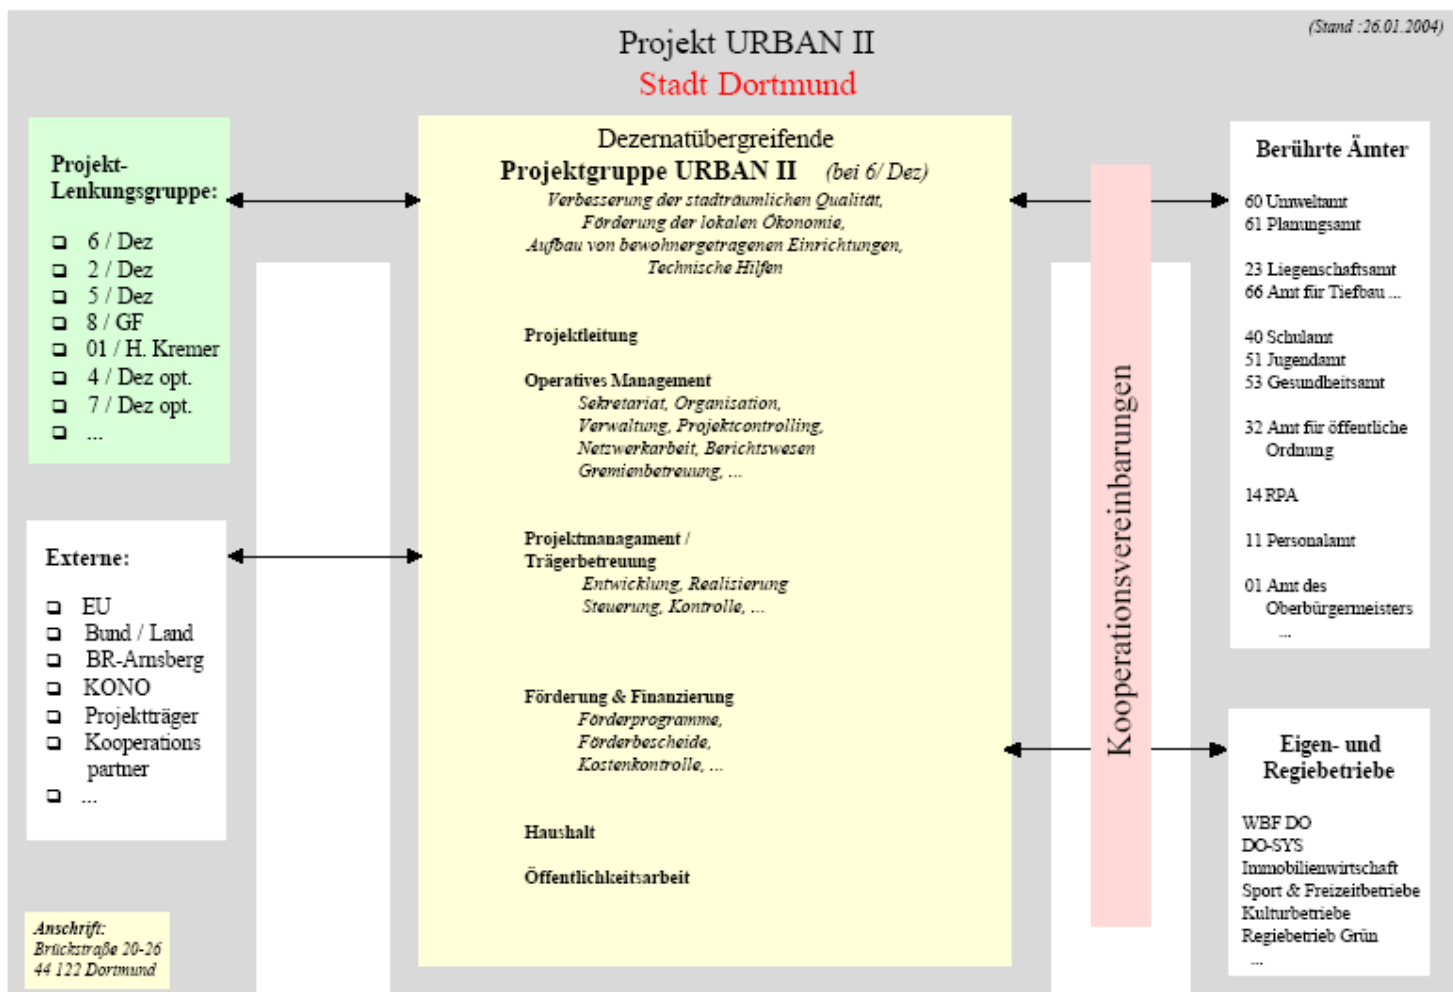 (Stand :26.01.2004)
Projekt URBAN II
Stadt Dortmund
Projekt-
Lenkungsgruppe:
6 / Dez
2 / Dez
5 / Dez
8 / GF
01 / H. Kremer
4 / Dez opt.
7 / Dez opt.
...
Externe:
EU
Bund / Land
BR-Arnsberg
KONO
Projektträger
Kooperations
partner
...
Anschrift:
Brückstraße 20-26
44 122 Dortmund
Dezernatübergreifende
Projektgruppe URBAN II (bei 6/ Dez)
Verbesserung der stadträumlichen Qualität,
Förderung der lokalen Ökonomie,
Aufbau von bewohnergetragenen Einrichtungen,
Technische Hilfen
Projektleitung
Operatives Management
Sekretariat, Organisation,
Verwaltung, Projektcontrolling,
Netzwerkarbeit, Berichtswesen
Gremienbetreuung, ...
Projektmanagament /
Trägerbetreuung
Entwicklung, Realisierung
Steuerung, Kontrolle, ...
Förderung & Finanzierung
Förderprogramme,
Förderbescheide,
Kostenkontrolle, ...
Haushalt
Öffentlichkeitsarbeit
Kooperationsvereinbarungen
Berührte Ämter
60 Umweltamt
61 Planungsamt
23 Liegenschaftsamt
66 Amt für Tiefbau ...
40 Schulamt
51 Jugendamt
53 Gesundheitsamt
32 Amt für öffentliche
Ordnung
14 RPA
11 Personalamt
01 Amt des
Oberbürgermeisters
...
Eigen- und
Regiebetriebe
WBF DO
DO-SYS
Immobilienwirtschaft
Sport & Freizeitbetriebe
Kulturbetriebe
Regiebetrieb Grün
...